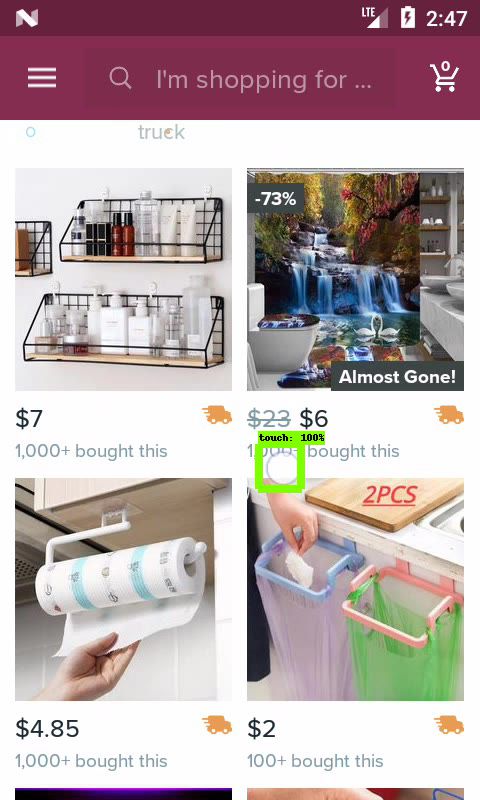 LTE 2:47
I'm shopping for ...
0
truck
-73%
Almost Gone!
$7
$23 $6
1,000+ bought this
touch: 100%
bought this
2PCS
$4.85
$2
1,000+ bought this
100+ bought this